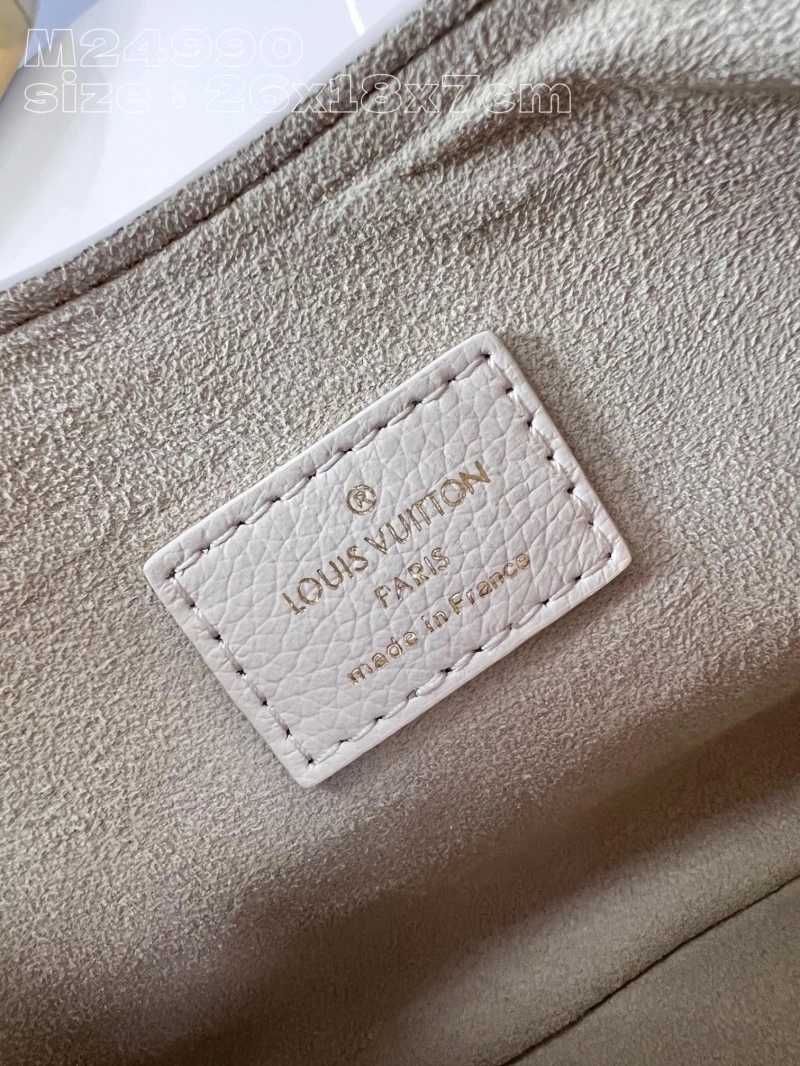 M24990
size : 26x18x7cm
®
LOUIS VUITTON
PARIS
made in France